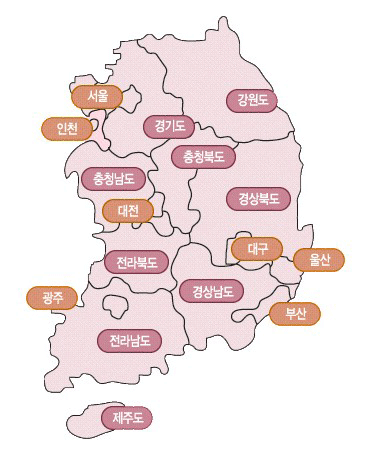 서울
강원도
인천
경기도
충청북도
충청남도
경상북도
대전
대구
전라북도
울산
경상남도
광주
부산
전라남도
제주도